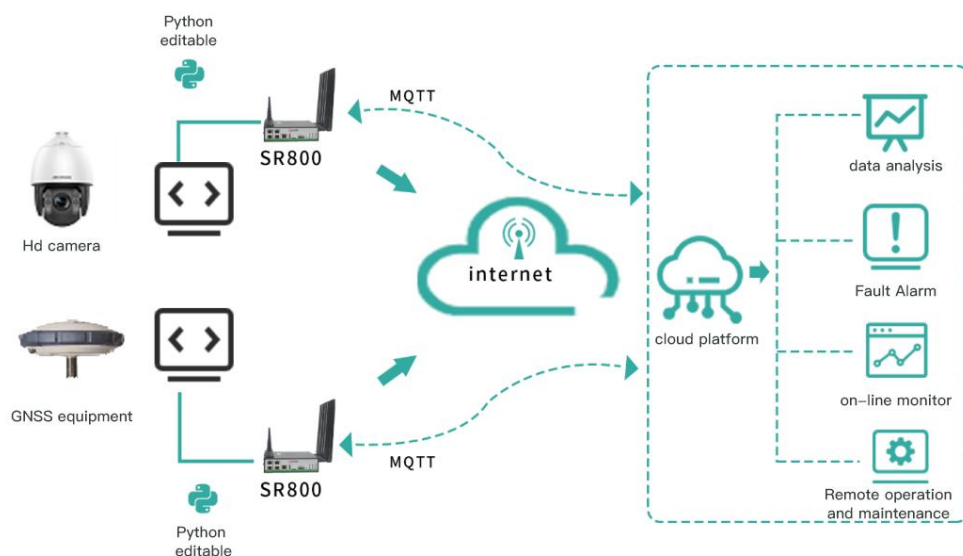 Python
editable
MQTT
SR800
data analysis
Hd camera
internet
Fault Alarm
cloud platform
GNSS equipment
on-line monitor
MQTT
SR800
Remote operation
and maintenance
Python
editable